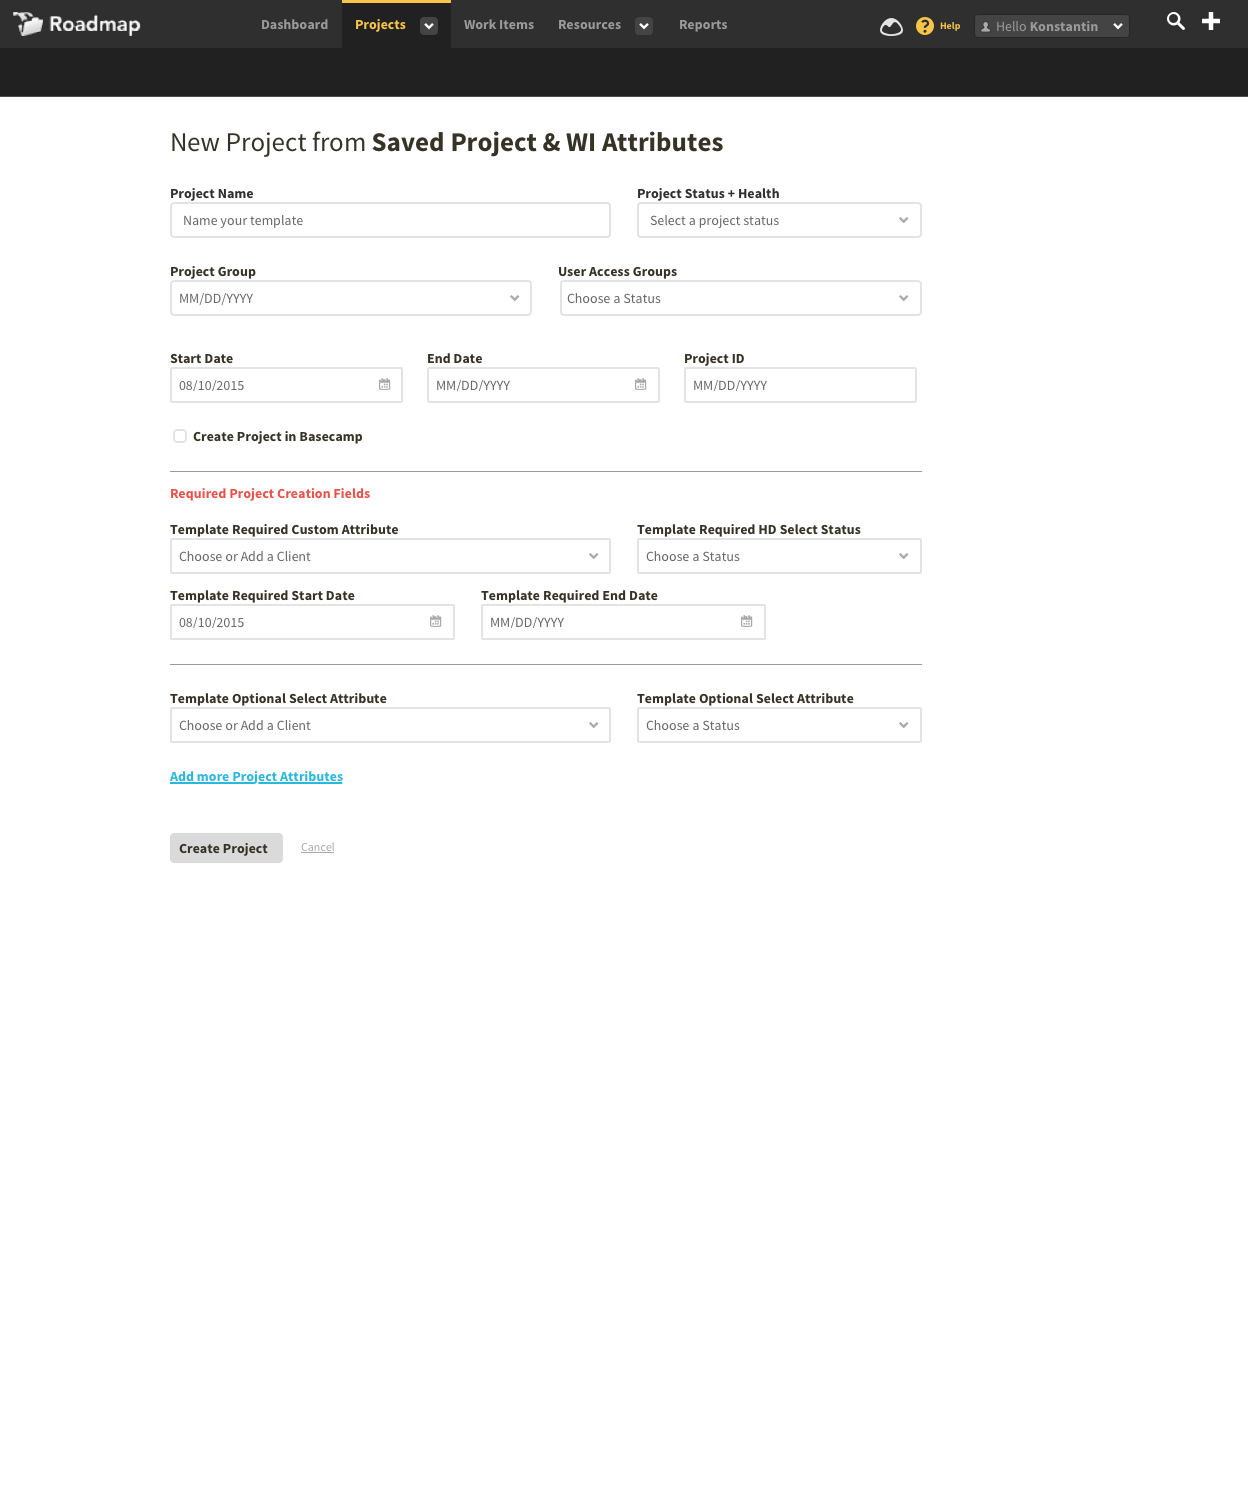 Roadmap Dashboard Projects Work Items Resources Reports Help Hello Konstantin
New Project from Saved Project & WI Attributes
Project Name Project Status + Health
Name your template Select a project status
Project Group User Access Groups
MM/DD/YYYY Choose a Status
Start Date End Date Project ID
08/10/2015 MM/DD/YYYY MM/DD/YYYY
Create Project in Basecamp
Required Project Creation Fields
Template Required Custom Attribute Template Required HD Select Status
Choose or Add a Client Choose a Status
Template Required Start Date Template Required End Date
08/10/2015 MM/DD/YYYY
Template Optional Select Attribute Template Optional Select Attribute
Choose or Add a Client Choose a Status
Add more Project Attributes
Create Project Cancel